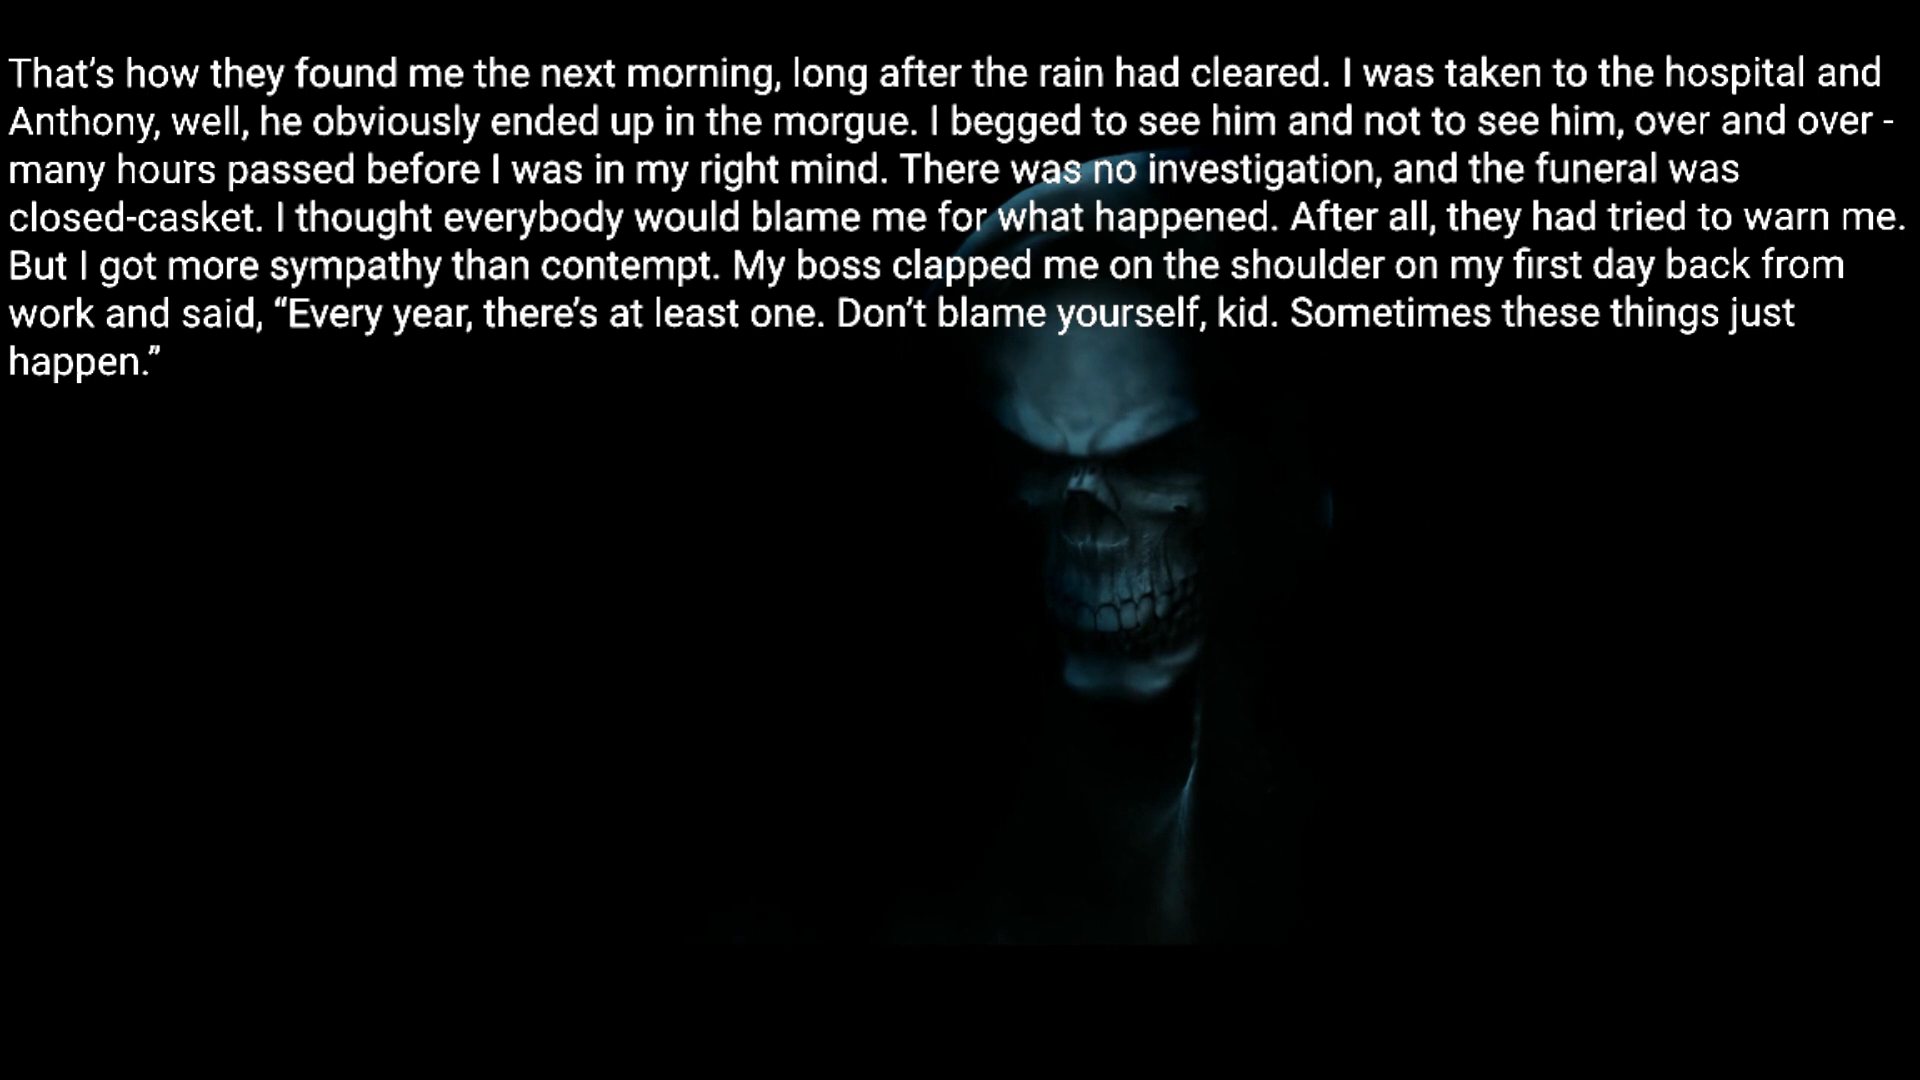 That’s how they found me the next morning, long after the rain had cleared. I was taken to the hospital and
Anthony, well, he obviously ended up in the morgue. I begged to see him and not to see him, over and over -
many hours passed before I was in my right mind. There was no investigation, and the funeral was
closed-casket. I thought everybody would blame me for what happened. After all, they had tried to warn me.
But I got more sympathy than contempt. My boss clapped me on the shoulder on my first day back from
work and said, “Every year, there’s at least one. Don’t blame yourself, kid. Sometimes these things just
happen.”